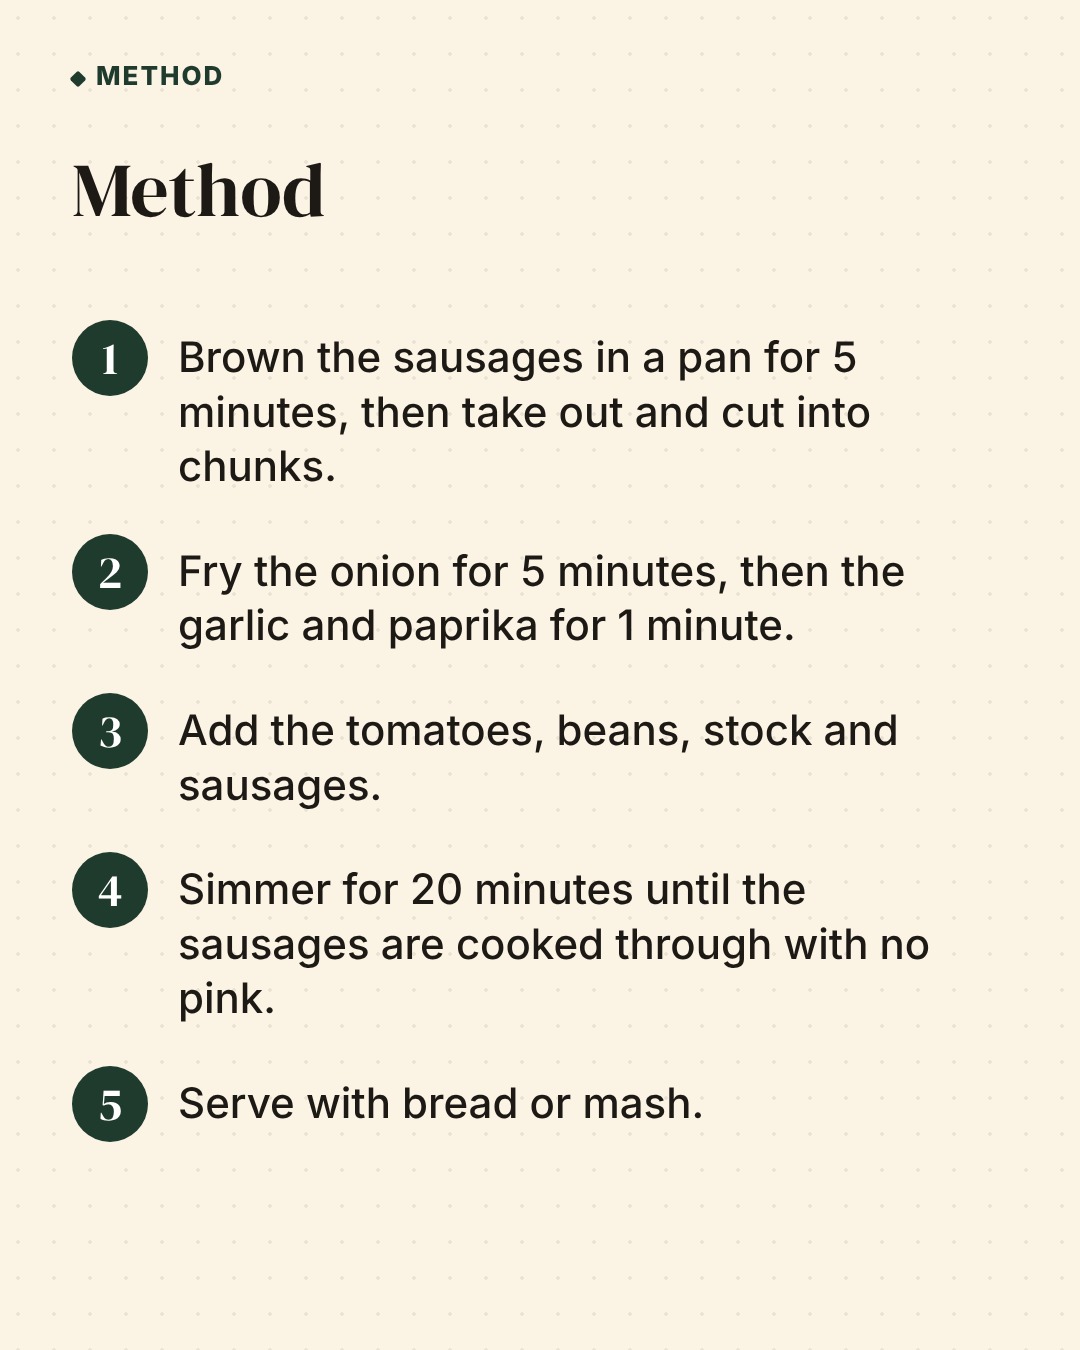 METHOD
Method
1
Brown the sausages in a pan for 5
minutes, then take out and cut into
chunks.
2
Fry the onion for 5 minutes, then the
garlic and paprika for 1 minute.
3
Add the tomatoes, beans, stock and
sausages.
4
Simmer for 20 minutes until the
sausages are cooked through with no
pink.
5
Serve with bread or mash.